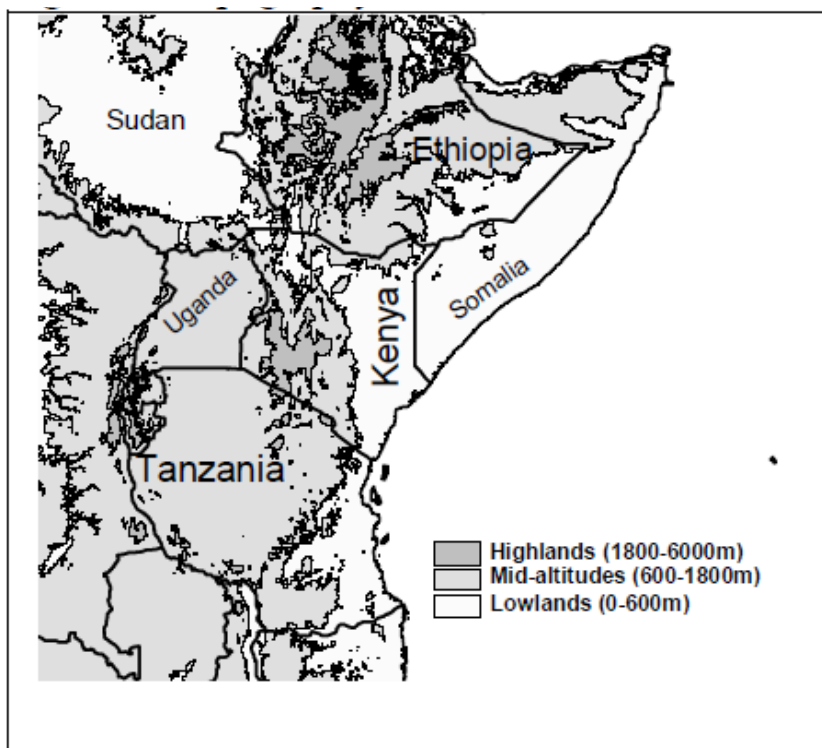 Sudan
Ethiopia
Somalia
Uganda
Kenya
Tanzania
Highlands (1800-6000m)
Mid-altitudes (600-1800m)
Lowlands (0-600m)